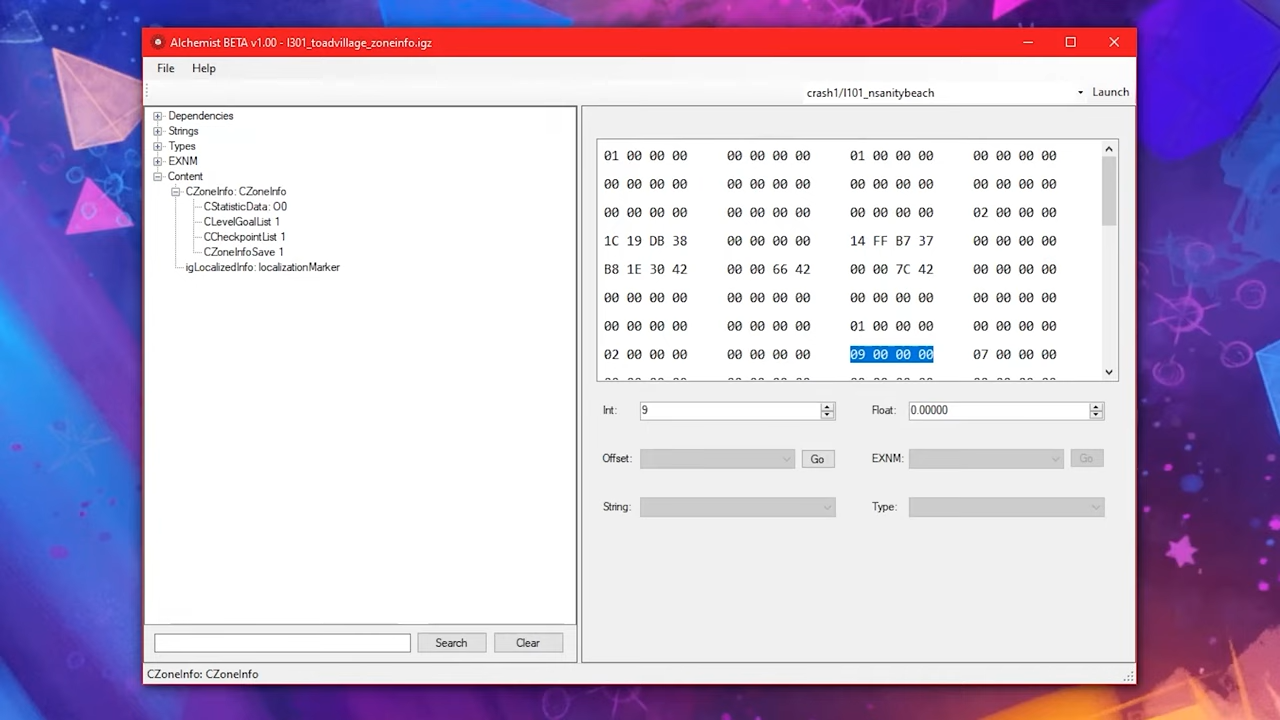 Alchemist BETA v1.00 - l301_toadvillage_zoneinfo.igz
File Help
crash1/l101_nsanitybeach Launch
Dependencies
Strings
Types
EXNM
Content
CZoneInfo: CZoneInfo
CStatisticData: O0
CLevelGoalList 1
CCheckpointList 1
CZoneInfoSave 1
igLocalizedInfo: localizationMarker
01 00 00 00 00 00 00 00 01 00 00 00 00 00 00 00
00 00 00 00 00 00 00 00 00 00 00 00 00 00 00 00
00 00 00 00 00 00 00 00 00 00 00 00 02 00 00 00
1C 19 DB 38 00 00 00 00 14 FF B7 37 00 00 00 00
B8 1E 30 42 00 00 66 42 00 00 7C 42 00 00 00 00
00 00 00 00 00 00 00 00 00 00 00 00 00 00 00 00
00 00 00 00 00 00 00 00 01 00 00 00 00 00 00 00
02 00 00 00 00 00 00 00 09 00 00 00 07 00 00 00
Int: 9 Float: 0.00000
Offset: Go EXNM: Go
String: Type:
Search Clear
CZoneInfo: CZoneInfo